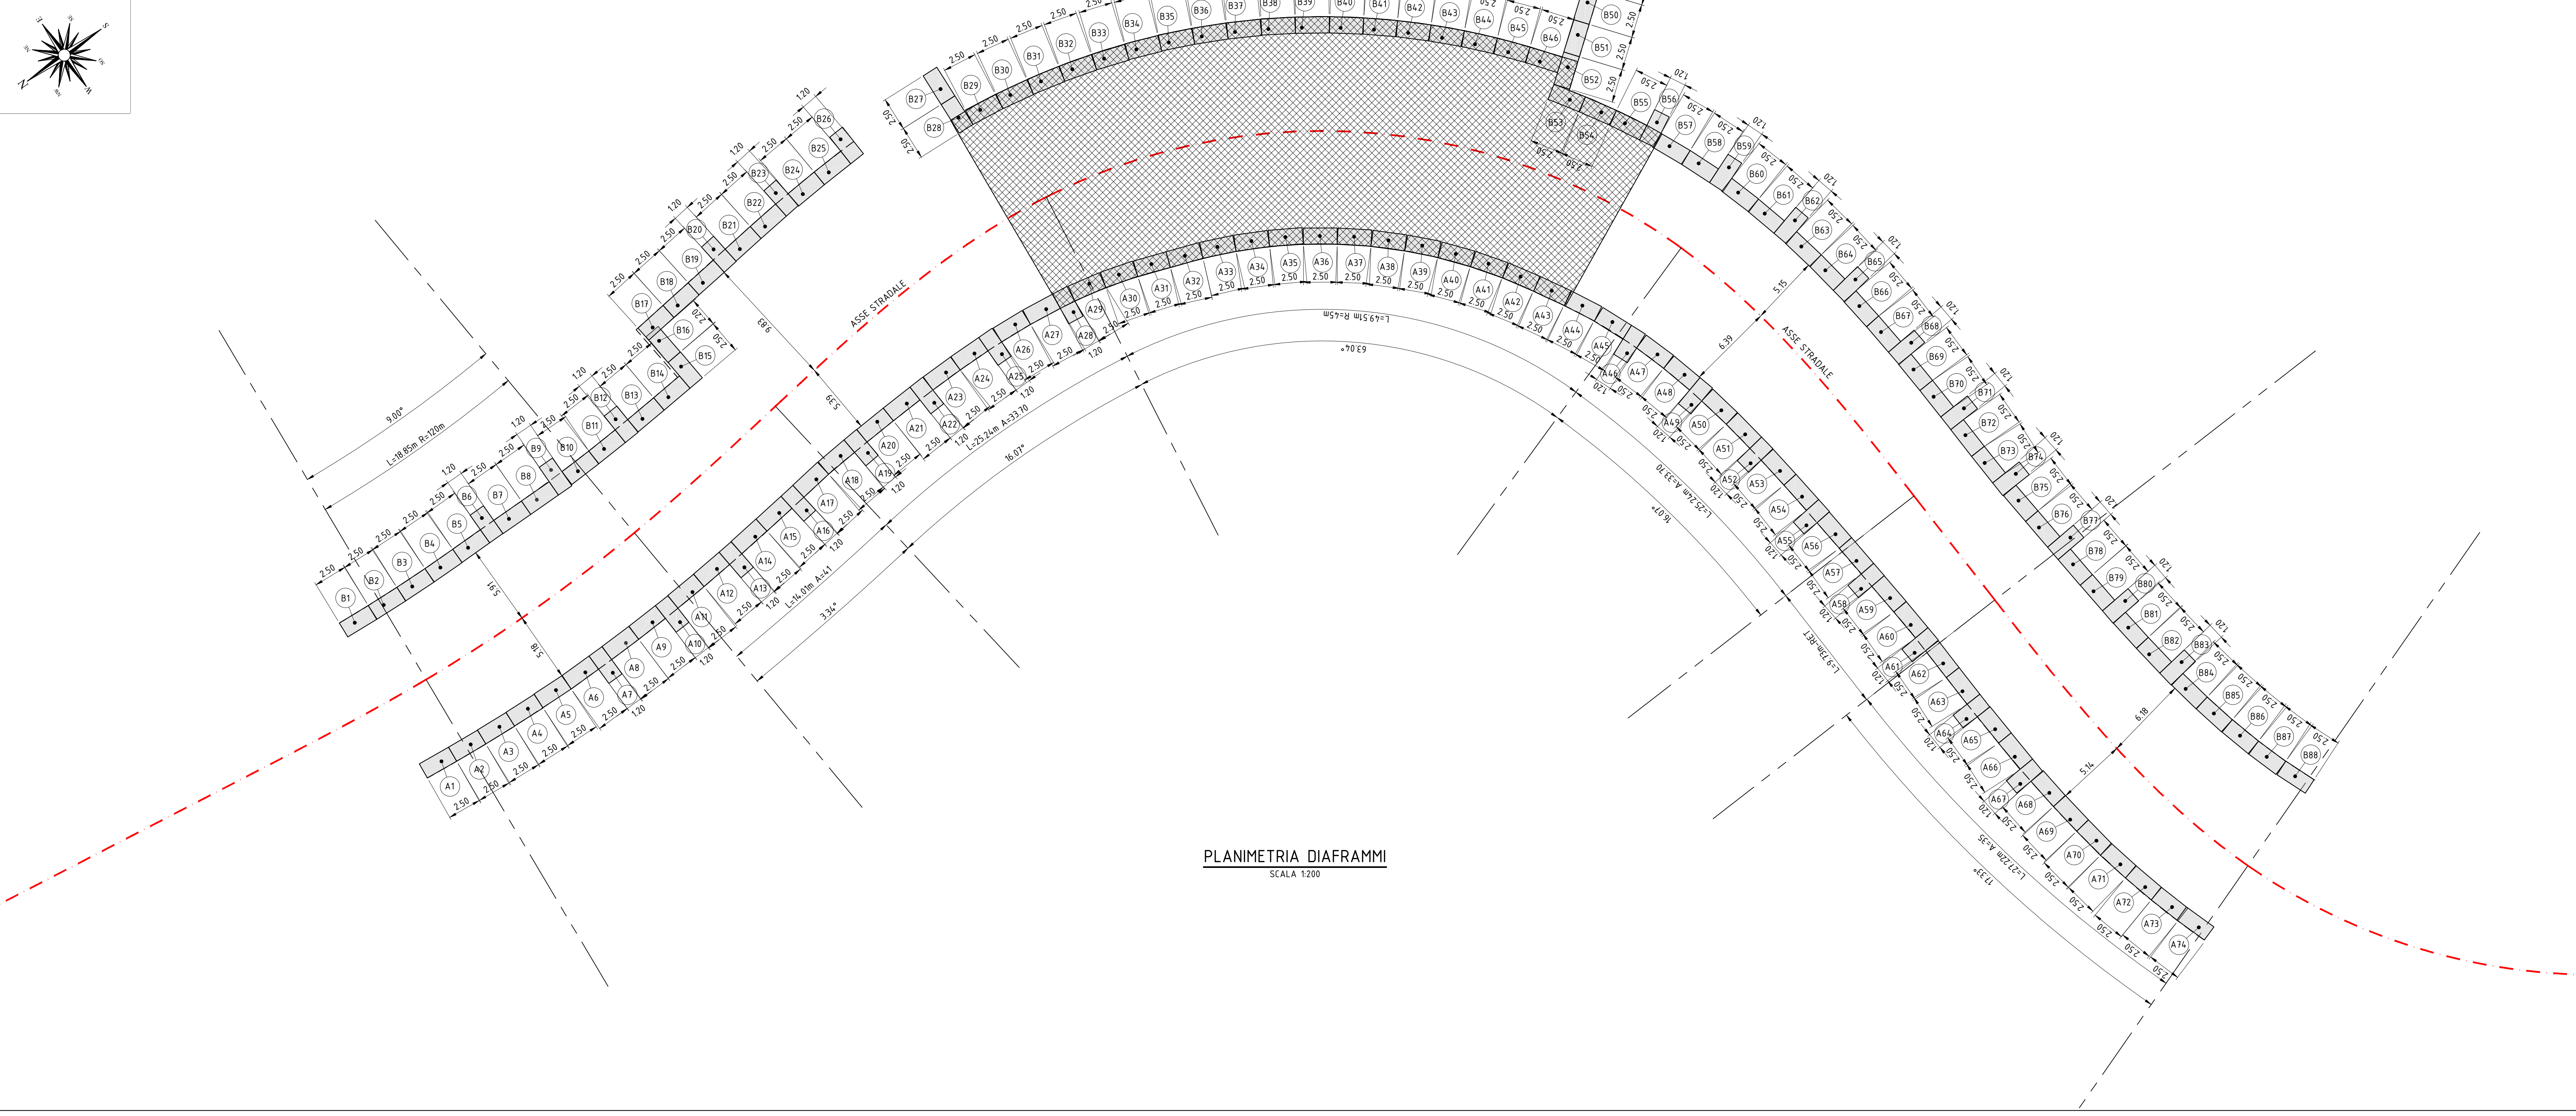 N
E
S
W
B1
B2
B3
B4
B5
B6
B7
B8
B9
B10
B11
B12
B13
B14
B15
B16
B17
B18
B19
B20
B21
B22
B23
B24
B25
B26
B27
B28
B29
B30
B31
B32
B33
B34
B35
B36
B37
B38
B39
B40
B41
B42
B43
B44
B45
B46
B50
B51
B52
B53
B54
B55
B56
B57
B58
B59
B60
B61
B62
B63
B64
B65
B66
B67
B68
B69
B70
B71
B72
B73
B74
B75
B76
B77
B78
B79
B80
B81
B82
B83
B84
B85
B86
B87
B88
2.50
1.20
2.20
9.00°
L=18.85m R=120m
5.91
5.18
9.83
5.39
ASSE STRADALE
A1
A2
A3
A4
A5
A6
A7
A8
A9
A10
A11
A12
A13
A14
A15
A16
A17
A18
A19
A20
A21
A22
A23
A24
A25
A26
A27
A28
A29
A30
A31
A32
A33
A34
A35
A36
A37
A38
A39
A40
A41
A42
A43
A44
A45
A46
A47
A48
A49
A50
A51
A52
A53
A54
A55
A56
A57
A58
A59
A60
A61
A62
A63
A64
A65
A66
A67
A68
A69
A70
A71
A72
A73
A74
L=14.01m A=41
3.34°
L=25.24m A=33.70
16.07°
L=49.51m R=45m
63.04°
L=25.24m A=33.70
16.07°
L=9.73m-RET
L=27.22m A=35
17.33°
5.15
6.39
ASSE STRADALE
6.18
5.14
PLANIMETRIA DIAFRAMMI
SCALA 1:200